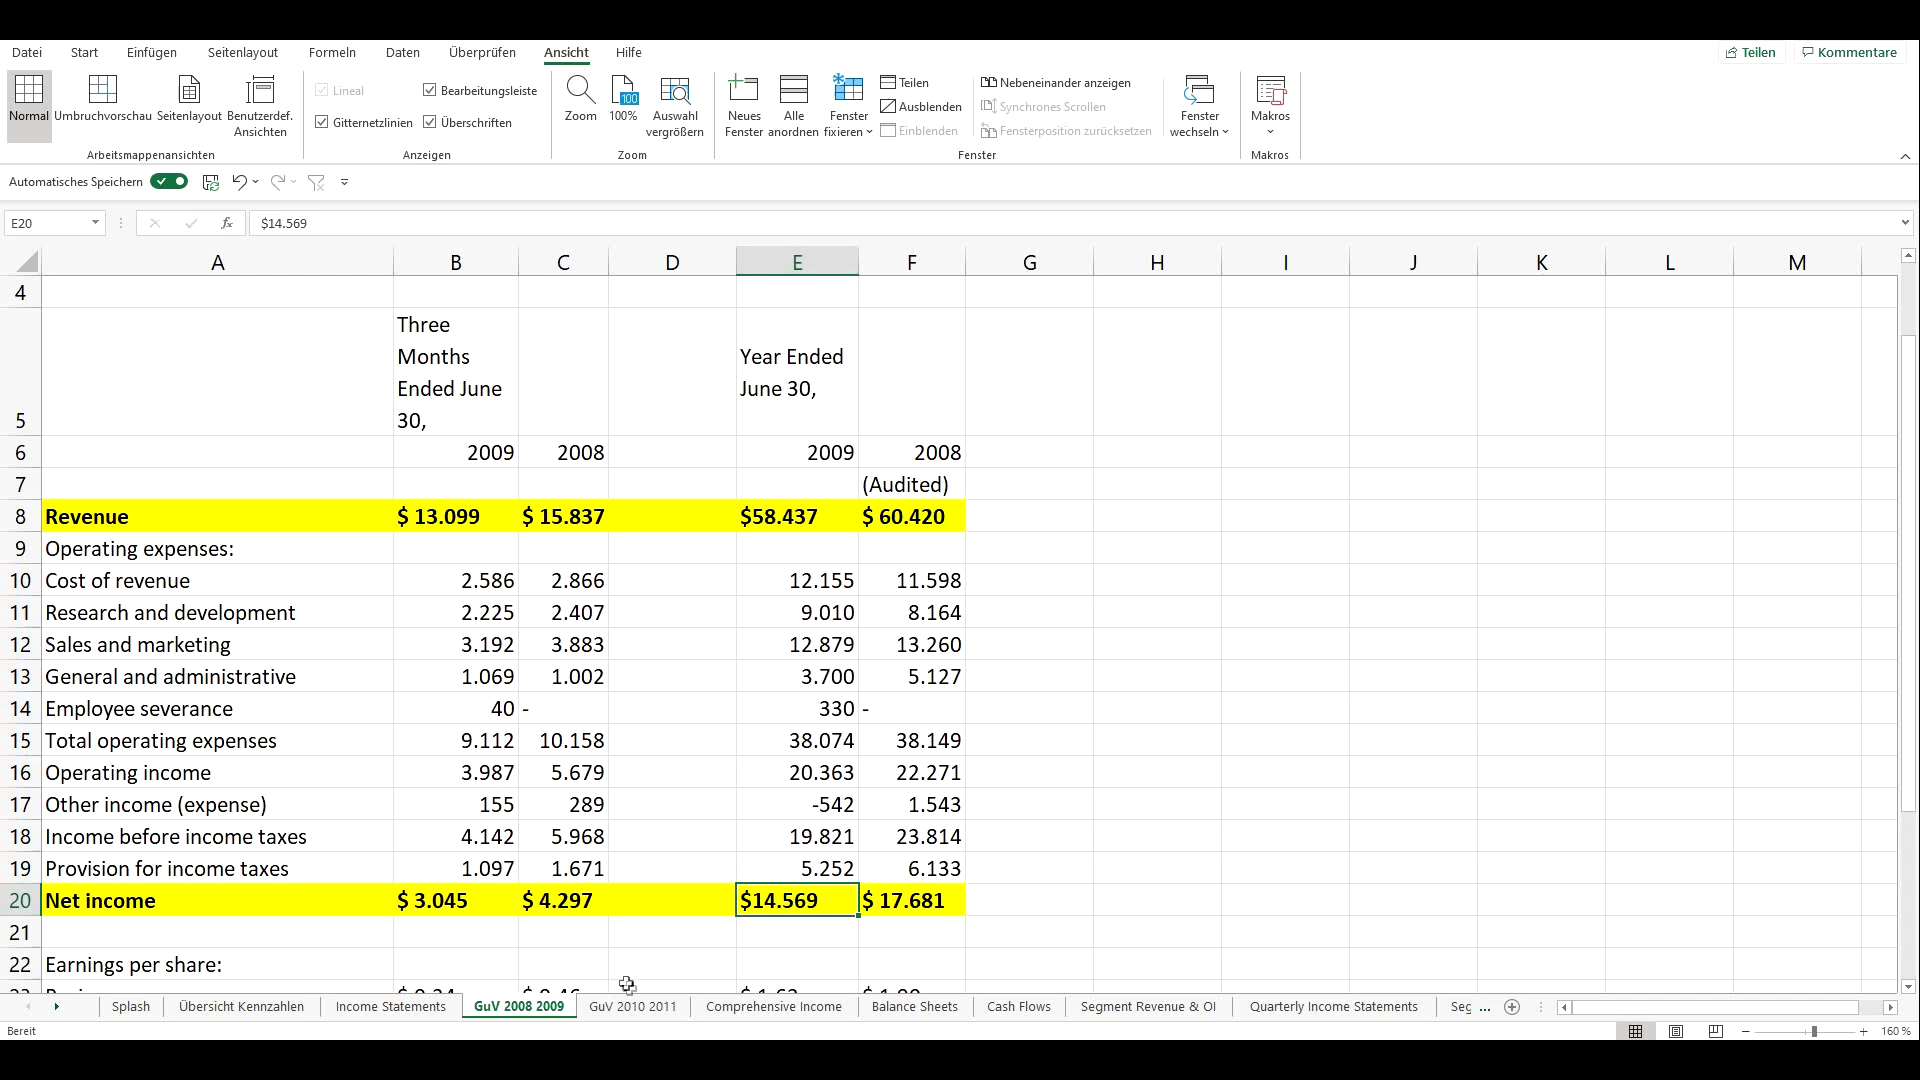 Datei Start Einfügen Seitenlayout Formeln Daten Überprüfen Ansicht Hilfe Teilen Kommentare
Normal Umbruchvorschau Seitenlayout Benutzerdef. Ansichten
Arbeitsmappenansichten
Lineal Bearbeitungsleiste
Gitternetzlinien Überschriften
Anzeigen
Zoom 100% Auswahl vergrößern
100
Zoom
Neues Fenster Alle anordnen Fenster fixieren
Teilen
Ausblenden
Einblenden
Nebeneinander anzeigen
Synchrones Scrollen
Fensterposition zurücksetzen
Fenster wechseln
Fenster
Makros
Makros
Automatisches Speichern
E20 fx $14.569
A B C D E F G H I J K L M
4
5 Three Months Ended June 30, Year Ended June 30,
6 2009 2008 2009 2008
7 (Audited)
8 Revenue $ 13.099 $ 15.837 $58.437 $ 60.420
9 Operating expenses:
10 Cost of revenue 2.586 2.866 12.155 11.598
11 Research and development 2.225 2.407 9.010 8.164
12 Sales and marketing 3.192 3.883 12.879 13.260
13 General and administrative 1.069 1.002 3.700 5.127
14 Employee severance 40 - 330 -
15 Total operating expenses 9.112 10.158 38.074 38.149
16 Operating income 3.987 5.679 20.363 22.271
17 Other income (expense) 155 289 -542 1.543
18 Income before income taxes 4.142 5.968 19.821 23.814
19 Provision for income taxes 1.097 1.671 5.252 6.133
20 Net income $ 3.045 $ 4.297 $14.569 $ 17.681
21
22 Earnings per share:
Splash Übersicht Kennzahlen Income Statements GuV 2008 2009 GuV 2010 2011 Comprehensive Income Balance Sheets Cash Flows Segment Revenue & OI Quarterly Income Statements Seg ...
Bereit 160 %